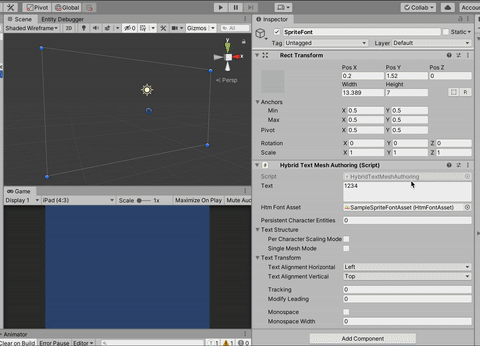 Pivot
Global
Collab
Accou
Scene
Entity Debugger
Shaded Wireframe
2D
Gizmos
All
y
Persp
Game
Display 1
iPad (4:3)
Scale
1x
Maximize On Play
Mute Aud
Animator
Clear on Build
Error Pause
Editor
1
1
0
Inspector
SpriteFont
Static
Tag
Untagged
Layer
Default
Rect Transform
Pos X
Pos Y
Pos Z
0.2
1.52
0
Width
Height
13.389
7
R
Anchors
Min
X 0.5
Y 0.5
Max
X 0.5
Y 0.5
Pivot
X 0.5
Y 0.5
Rotation
X 0
Y 0
Z 0
Scale
X 1
Y 1
Z 1
Hybrid Text Mesh Authoring (Script)
Script
HybridTextMeshAuthoring
Text
1234
Htm Font Asset
SampleSpriteFontAsset (HtmFontAsset)
Persistent Character Entities
0
Text Structure
Per Character Scaling Mode
Single Mesh Mode
Text Transform
Text Alignment Horizontal
Left
Text Alignment Vertical
Top
Tracking
0
Modify Leading
0
Monospace
Monospace Width
0
Add Component